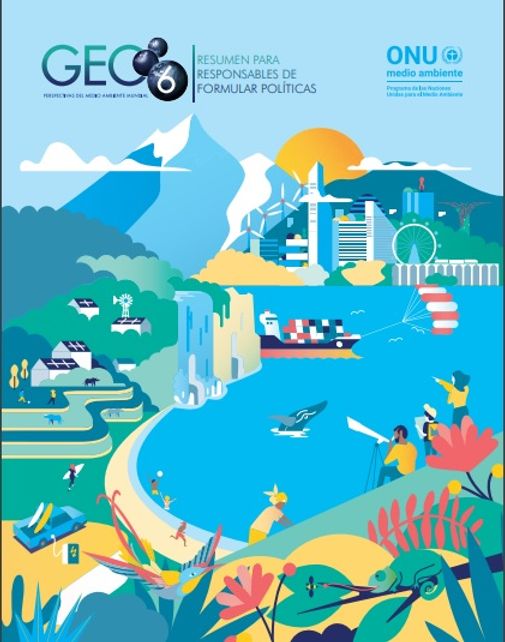 GEO 6
PERSPECTIVAS DEL MEDIO AMBIENTE MUNDIAL
RESUMEN PARA
RESPONSABLES DE
FORMULAR POLÍTICAS
ONU
medio ambiente
Programa de las Naciones
Unidas para el Medio Ambiente